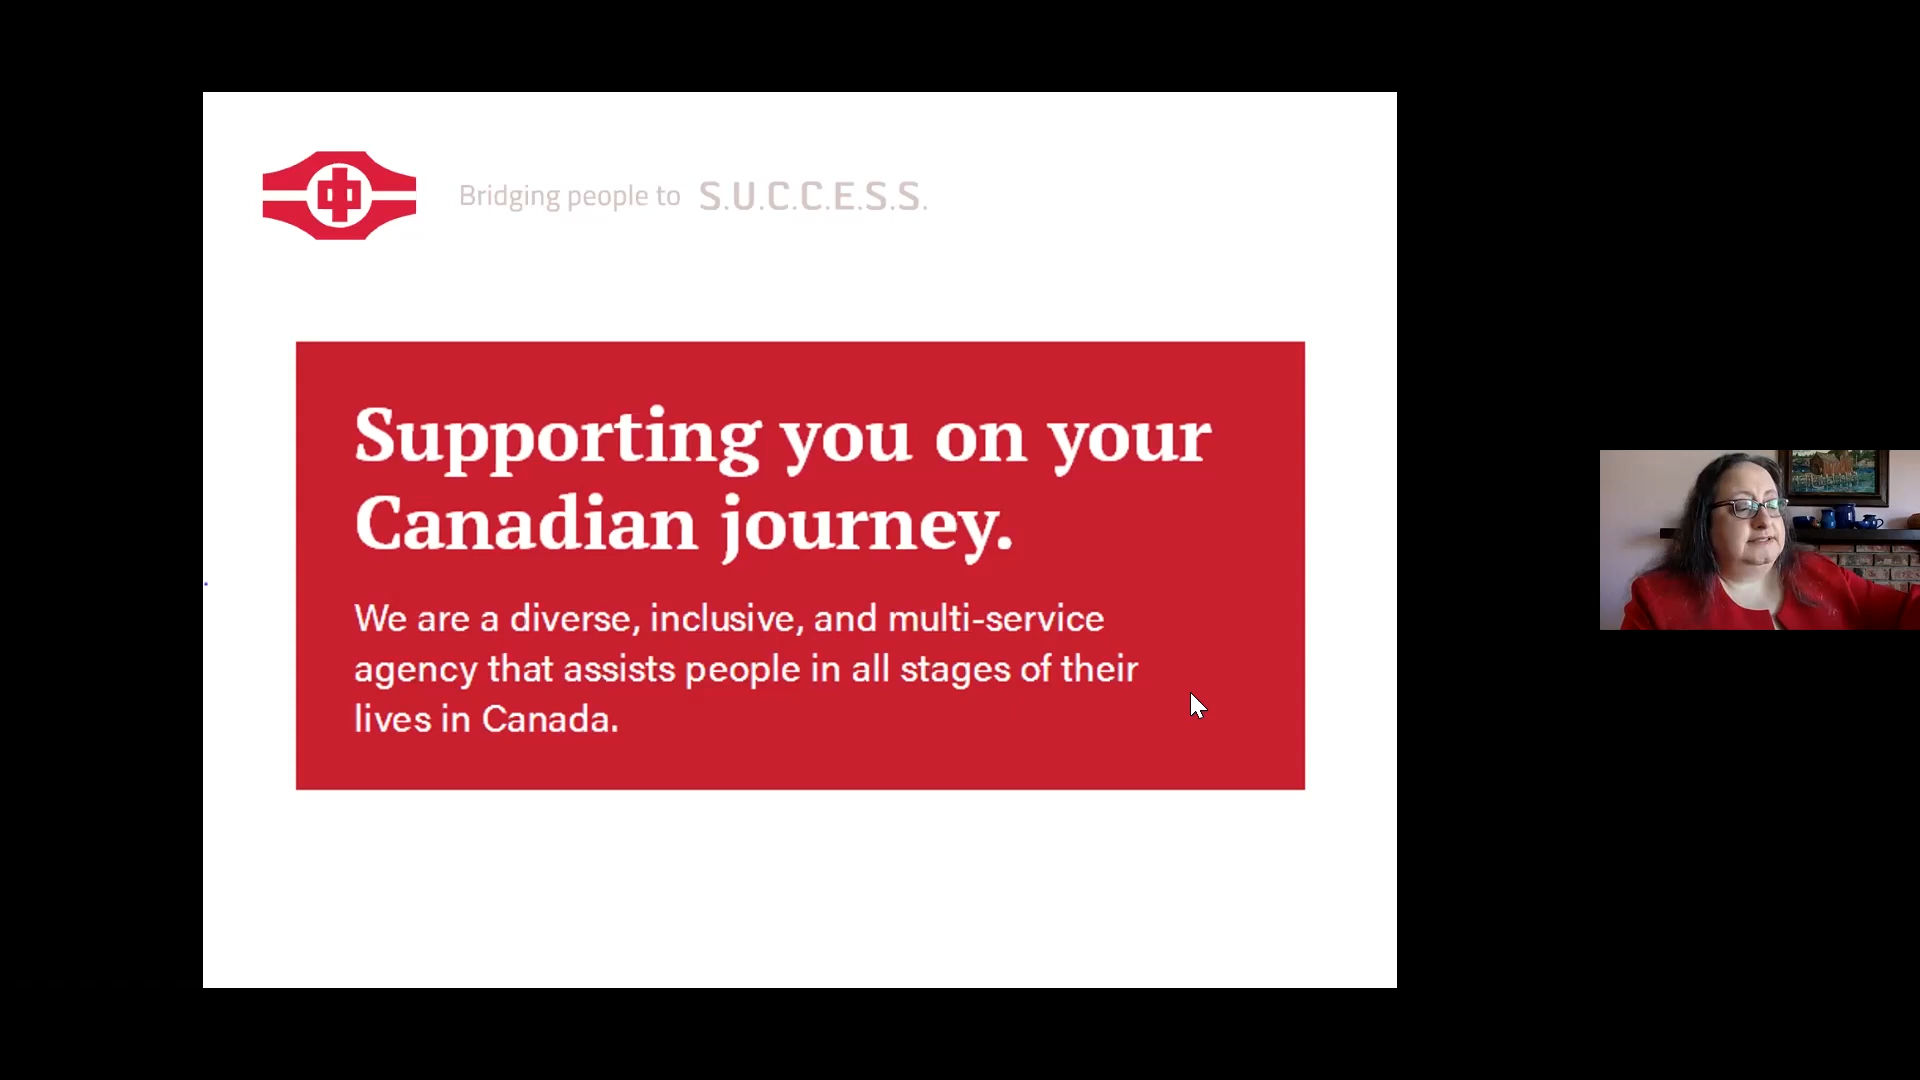 中
Bridging people to S.U.C.C.E.S.S.
Supporting you on your
Canadian journey.
We are a diverse, inclusive, and multi-service
agency that assists people in all stages of their
lives in Canada.